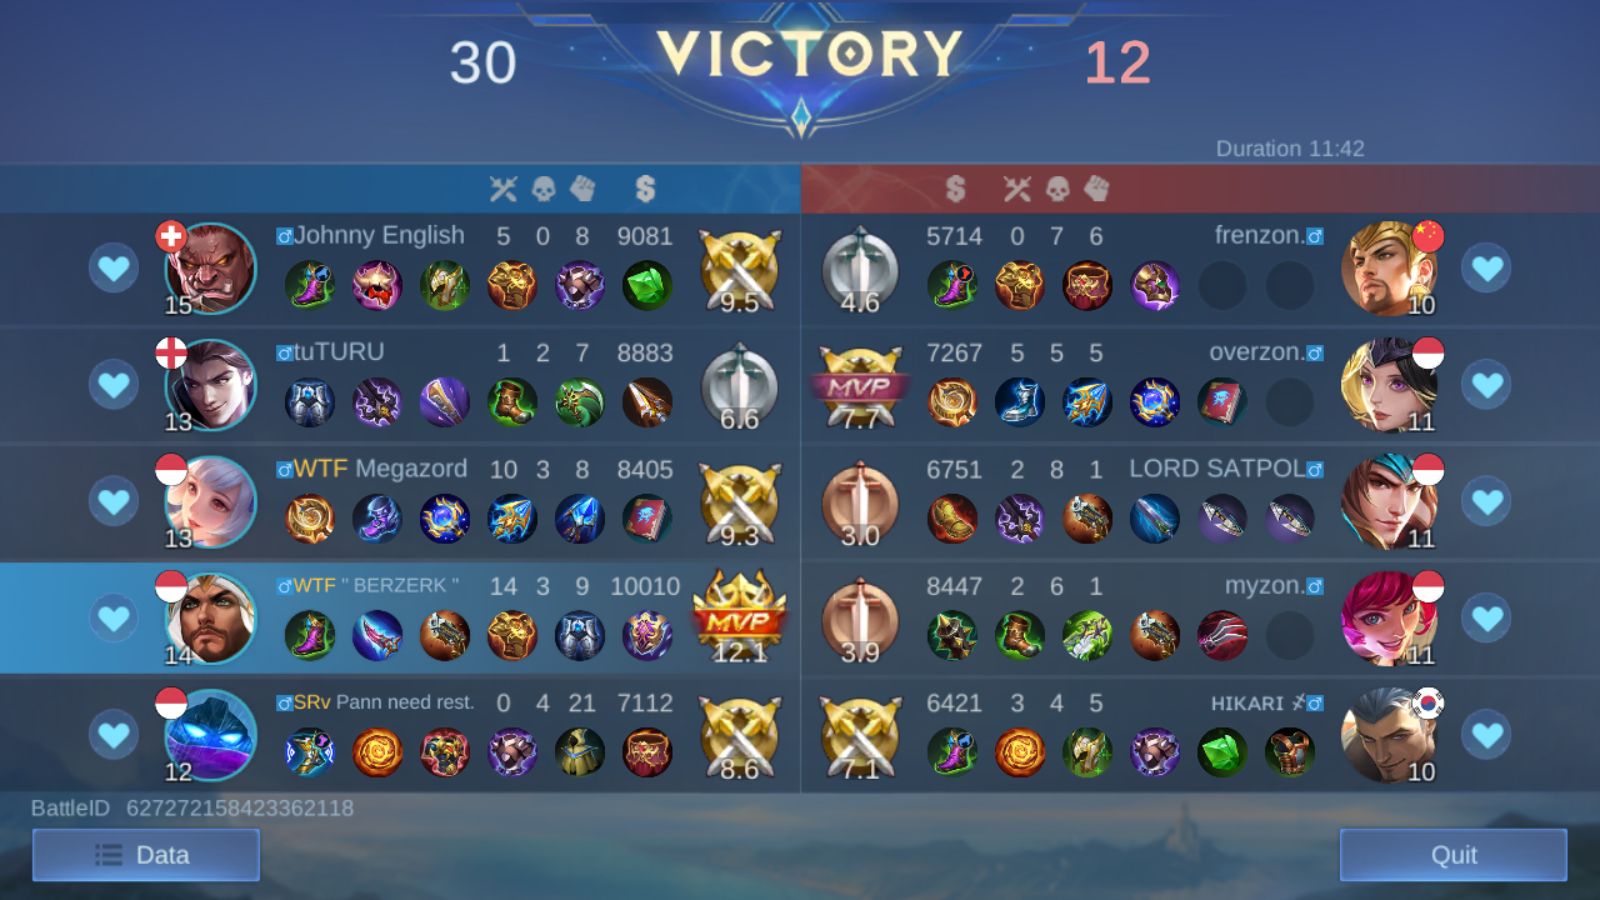 30 VICTORY 12
Duration 11:42
Johnny English 5 0 8 9081
15 9.5
5714 0 7 6 frenzon.
4.6 10
tuTURU 1 2 7 8883
13 6.6
7267 5 5 5 overzon.
MVP
7.7 11
WTF Megazord 10 3 8 8405
13 9.3
6751 2 8 1 LORD SATPOL
3.0 11
WTF " BERZERK " 14 3 9 10010
MVP
14 12.1
8447 2 6 1 myzon.
3.9 11
SRv Pann need rest. 0 4 21 7112
12 8.6
6421 3 4 5 HIKARI
7.1 10
BattleID 627272158423362118
Data
Quit